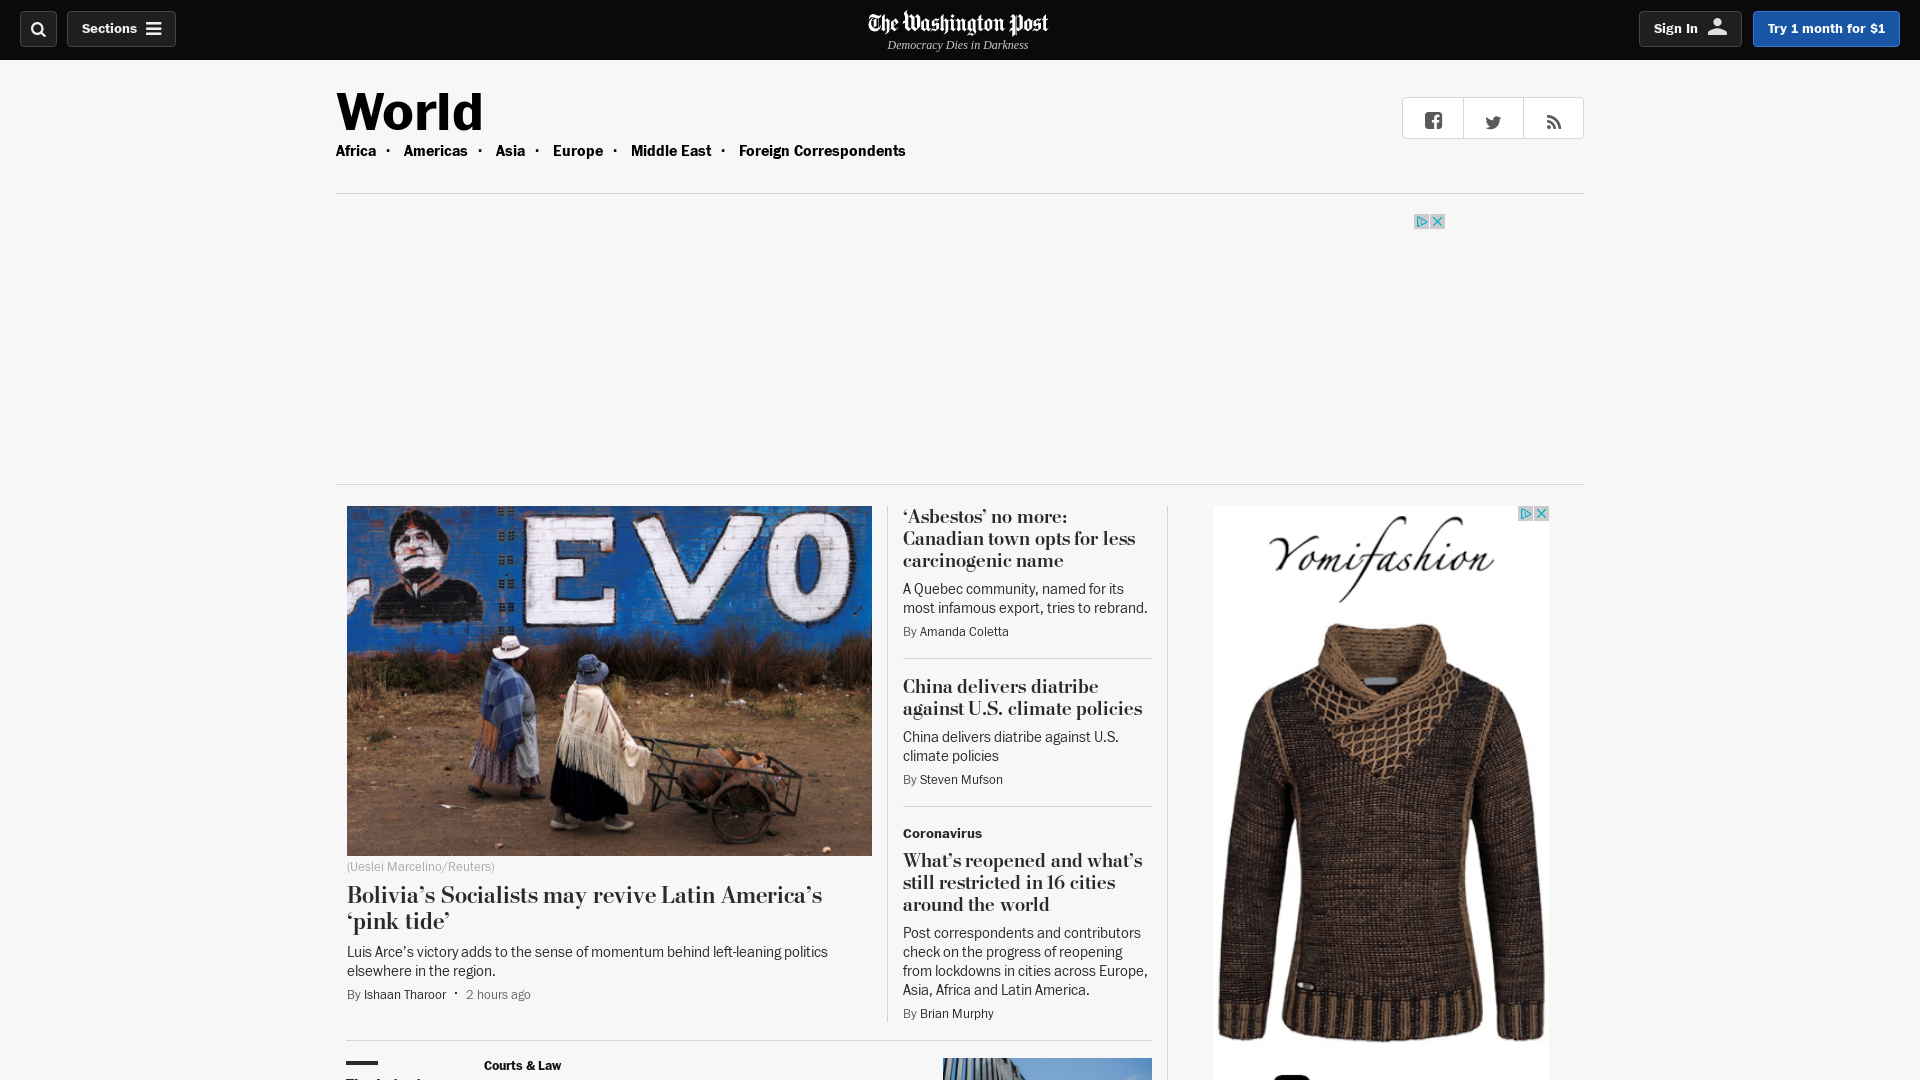 Sections
The Washington Post
Democracy Dies in Darkness
Sign In
Try 1 month for $1
World
Africa · Americas · Asia · Europe · Middle East · Foreign Correspondents
EVO
(Ueslei Marcelino/Reuters)
Bolivia’s Socialists may revive Latin America’s
‘pink tide’
Luis Arce’s victory adds to the sense of momentum behind left-leaning politics
elsewhere in the region.
By Ishaan Tharoor · 2 hours ago
‘Asbestos’ no more:
Canadian town opts for less
carcinogenic name
A Quebec community, named for its
most infamous export, tries to rebrand.
By Amanda Coletta
China delivers diatribe
against U.S. climate policies
China delivers diatribe against U.S.
climate policies
By Steven Mufson
Coronavirus
What’s reopened and what’s
still restricted in 16 cities
around the world
Post correspondents and contributors
check on the progress of reopening
from lockdowns in cities across Europe,
Asia, Africa and Latin America.
By Brian Murphy
Yomifashion
Courts & Law